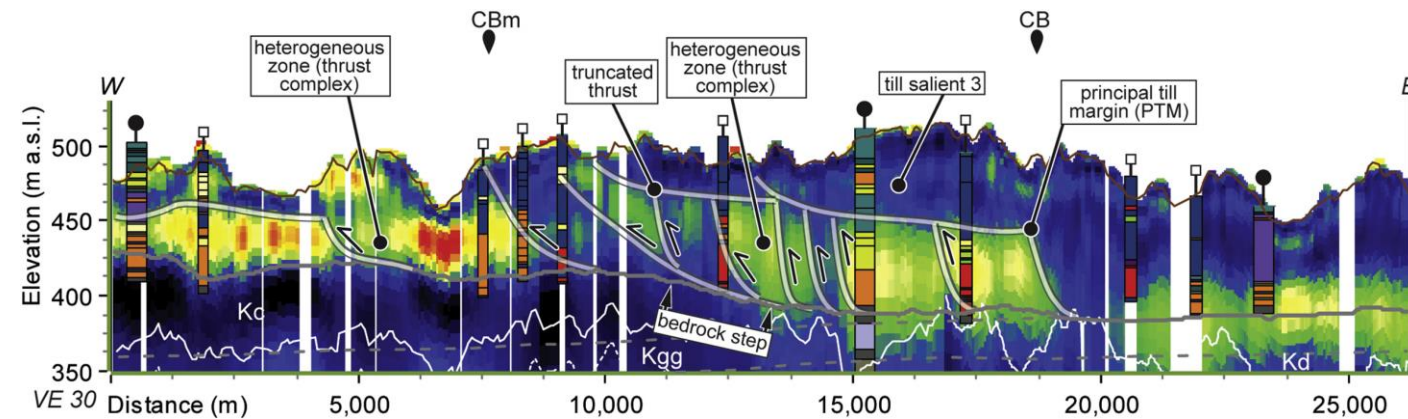 CBm
CB
W
heterogeneous
zone (thrust
complex)
truncated
thrust
heterogeneous
zone (thrust
complex)
till salient 3
principal till
margin (PTM)
Elevation (m a.s.l.)
500
450
400
350
Kc
bedrock step
Kgg
Kd
VE 30
Distance (m)
5,000
10,000
15,000
20,000
25,000